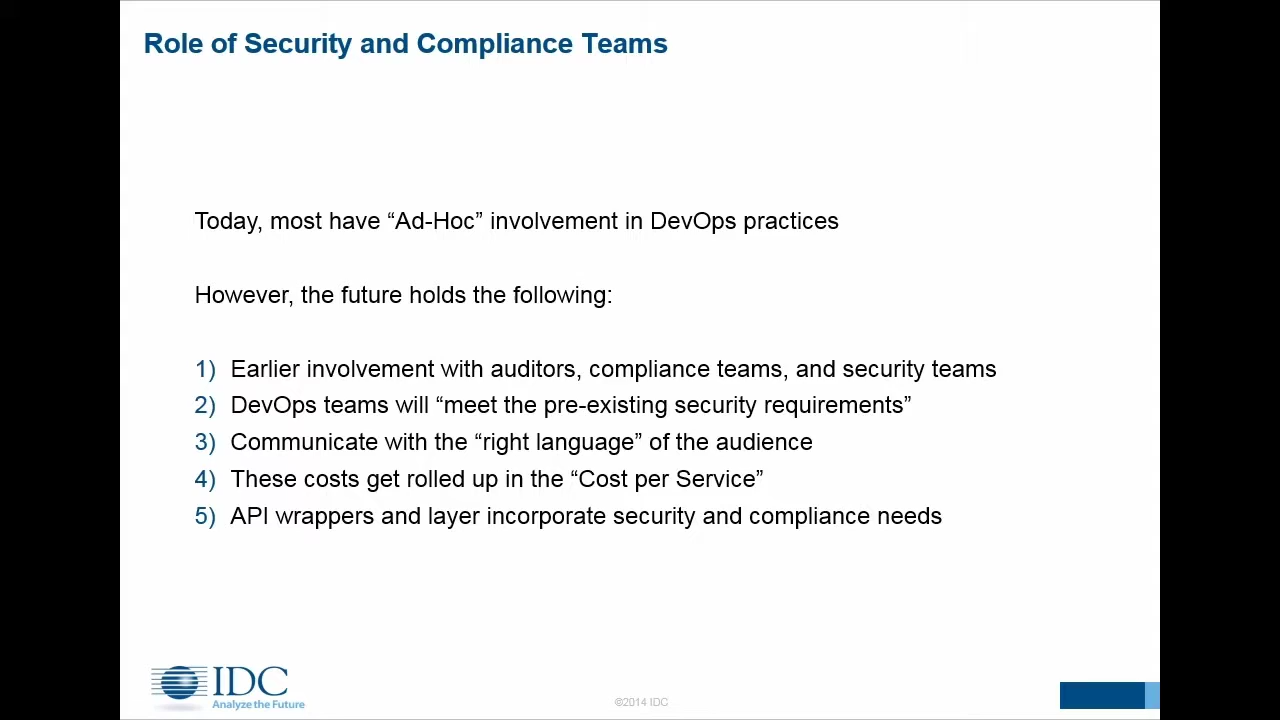 Role of Security and Compliance Teams
Today, most have “Ad-Hoc” involvement in DevOps practices
However, the future holds the following:
1) Earlier involvement with auditors, compliance teams, and security teams
2) DevOps teams will “meet the pre-existing security requirements”
3) Communicate with the “right language” of the audience
4) These costs get rolled up in the “Cost per Service”
5) API wrappers and layer incorporate security and compliance needs
IDC
Analyze the Future
©2014 IDC